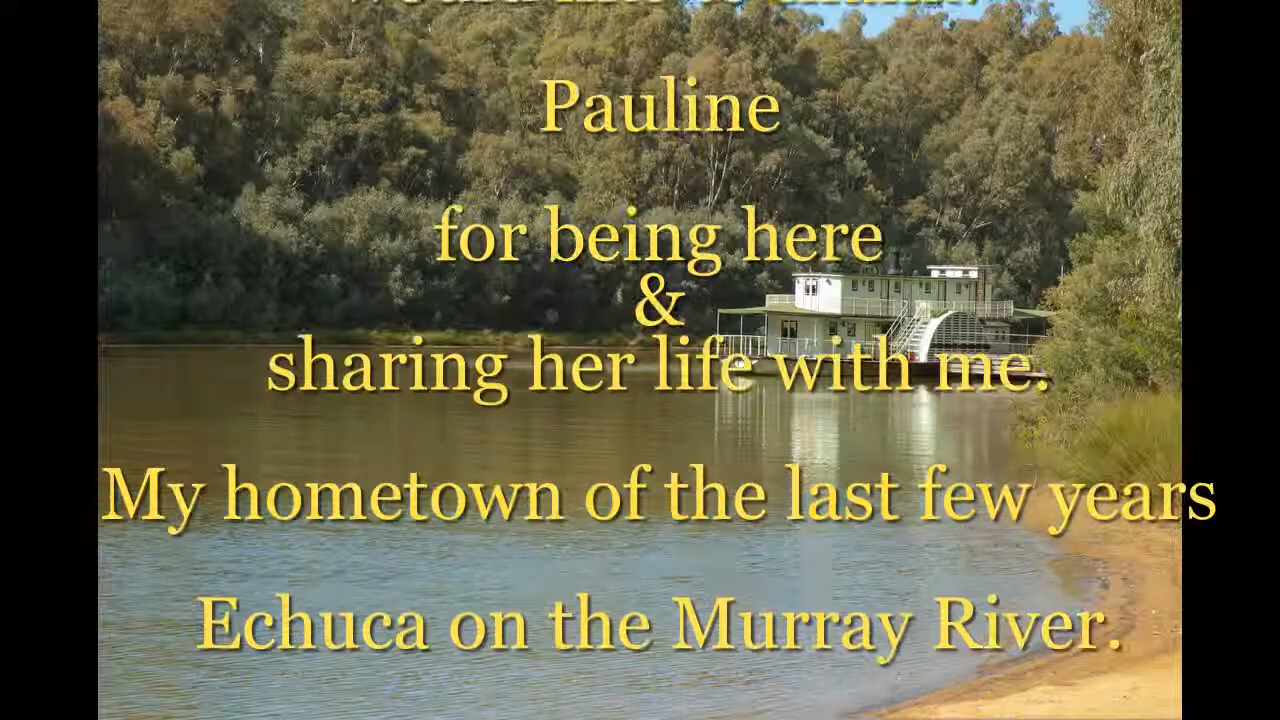 Pauline
for being here
&
sharing her life with me.
My hometown of the last few years
Echuca on the Murray River.